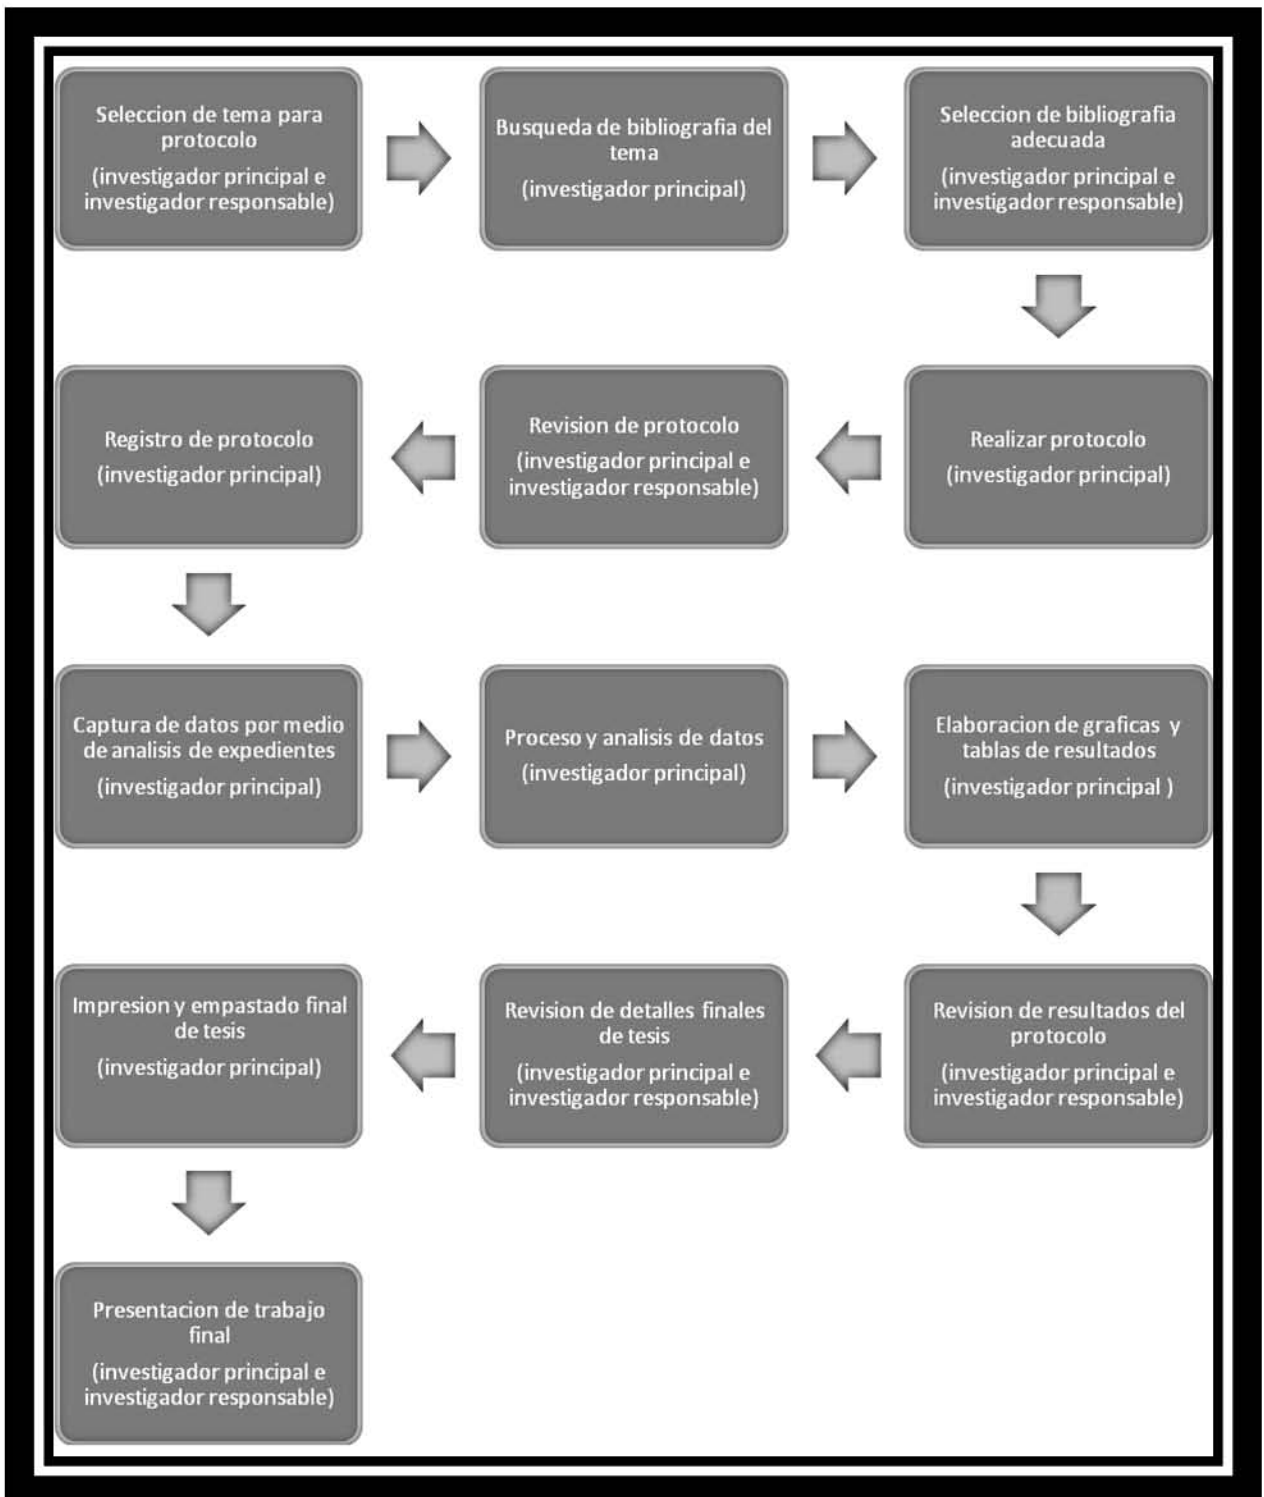 Seleccion de tema para
protocolo
(investigador principal e
investigador responsable)
Busqueda de bibliografia del
tema
(investigador principal)
Seleccion de bibliografia
adecuada
(investigador principal e
investigador responsable)
Realizar protocolo
(investigador principal)
Revision de protocolo
(investigador principal e
investigador responsable)
Registro de protocolo
(investigador principal)
Captura de datos por medio
de analisis de expedientes
(investigador principal)
Proceso y analisis de datos
(investigador principal)
Elaboracion de graficas y
tablas de resultados
(investigador principal )
Revision de resultados del
protocolo
(investigador principal e
investigador responsable)
Revision de detalles finales
de tesis
(investigador principal e
investigador responsable)
Impresion y empastado final
de tesis
(investigador principal)
Presentacion de trabajo
final
(investigador principal e
investigador responsable)